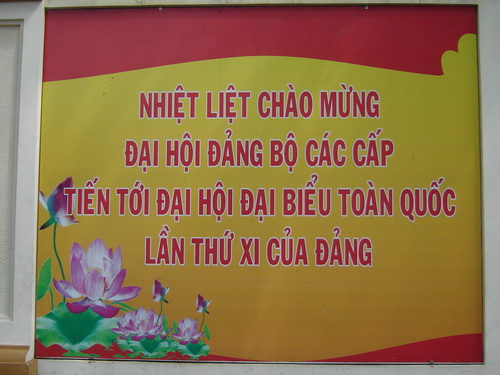 NHIỆT LIỆT CHÀO MỪNG
ĐẠI HỘI ĐẢNG BỘ CÁC CẤP
TIẾN TỚI ĐẠI HỘI ĐẠI BIỂU TOÀN QUỐC
LẦN THỨ XI CỦA ĐẢNG